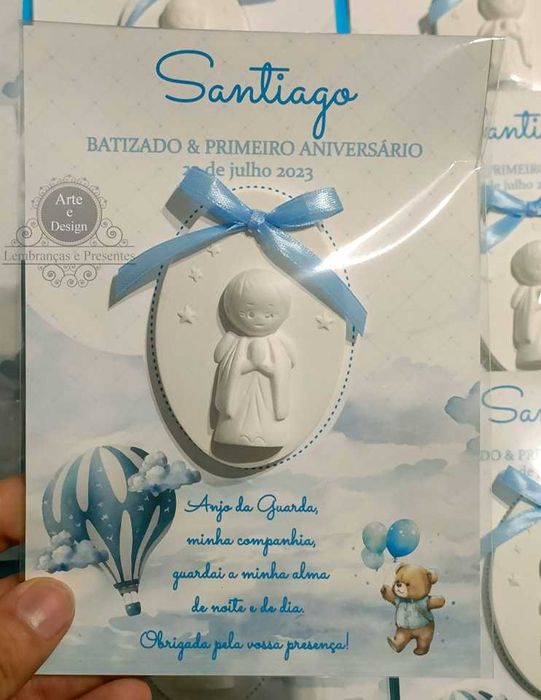 Santiago
BATIZADO & PRIMEIRO ANIVERSÁRIO
de julho 2023
Arte
e
Design
Lembranças e Presentes
Anjo da Guarda,
minha companhia,
guardai a minha alma
de noite e de dia.
Obrigada pela vossa presença!